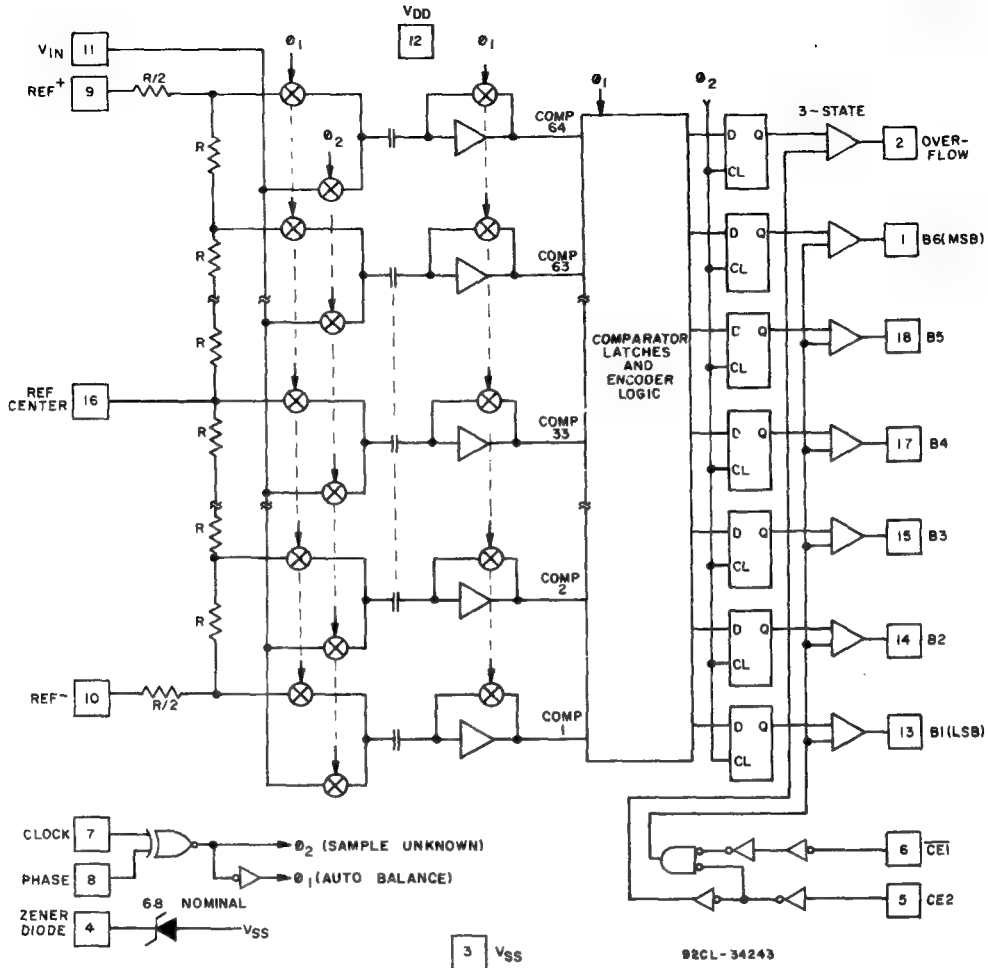 VDD
12
VIN 11
REF+ 9
R/2
Ø1
Ø1
Ø2
R
R
R
REF CENTER 16
R
R
R
REF- 10
R/2
COMP 64
COMP 63
COMP 33
COMP 2
COMP 1
Ø1
COMPARATOR
LATCHES
AND
ENCODER
LOGIC
Ø2
D Q
CL
D Q
CL
D Q
CL
D Q
CL
D Q
CL
D Q
CL
D Q
CL
3-STATE
2 OVER-
FLOW
1 B6(MSB)
18 B5
17 B4
15 B3
14 B2
13 B1(LSB)
6 CE1
5 CE2
CLOCK 7
PHASE 8
Ø2 (SAMPLE UNKNOWN)
Ø1 (AUTO BALANCE)
ZENER
DIODE 4
68 NOMINAL
VSS
3 VSS
92CL-34243